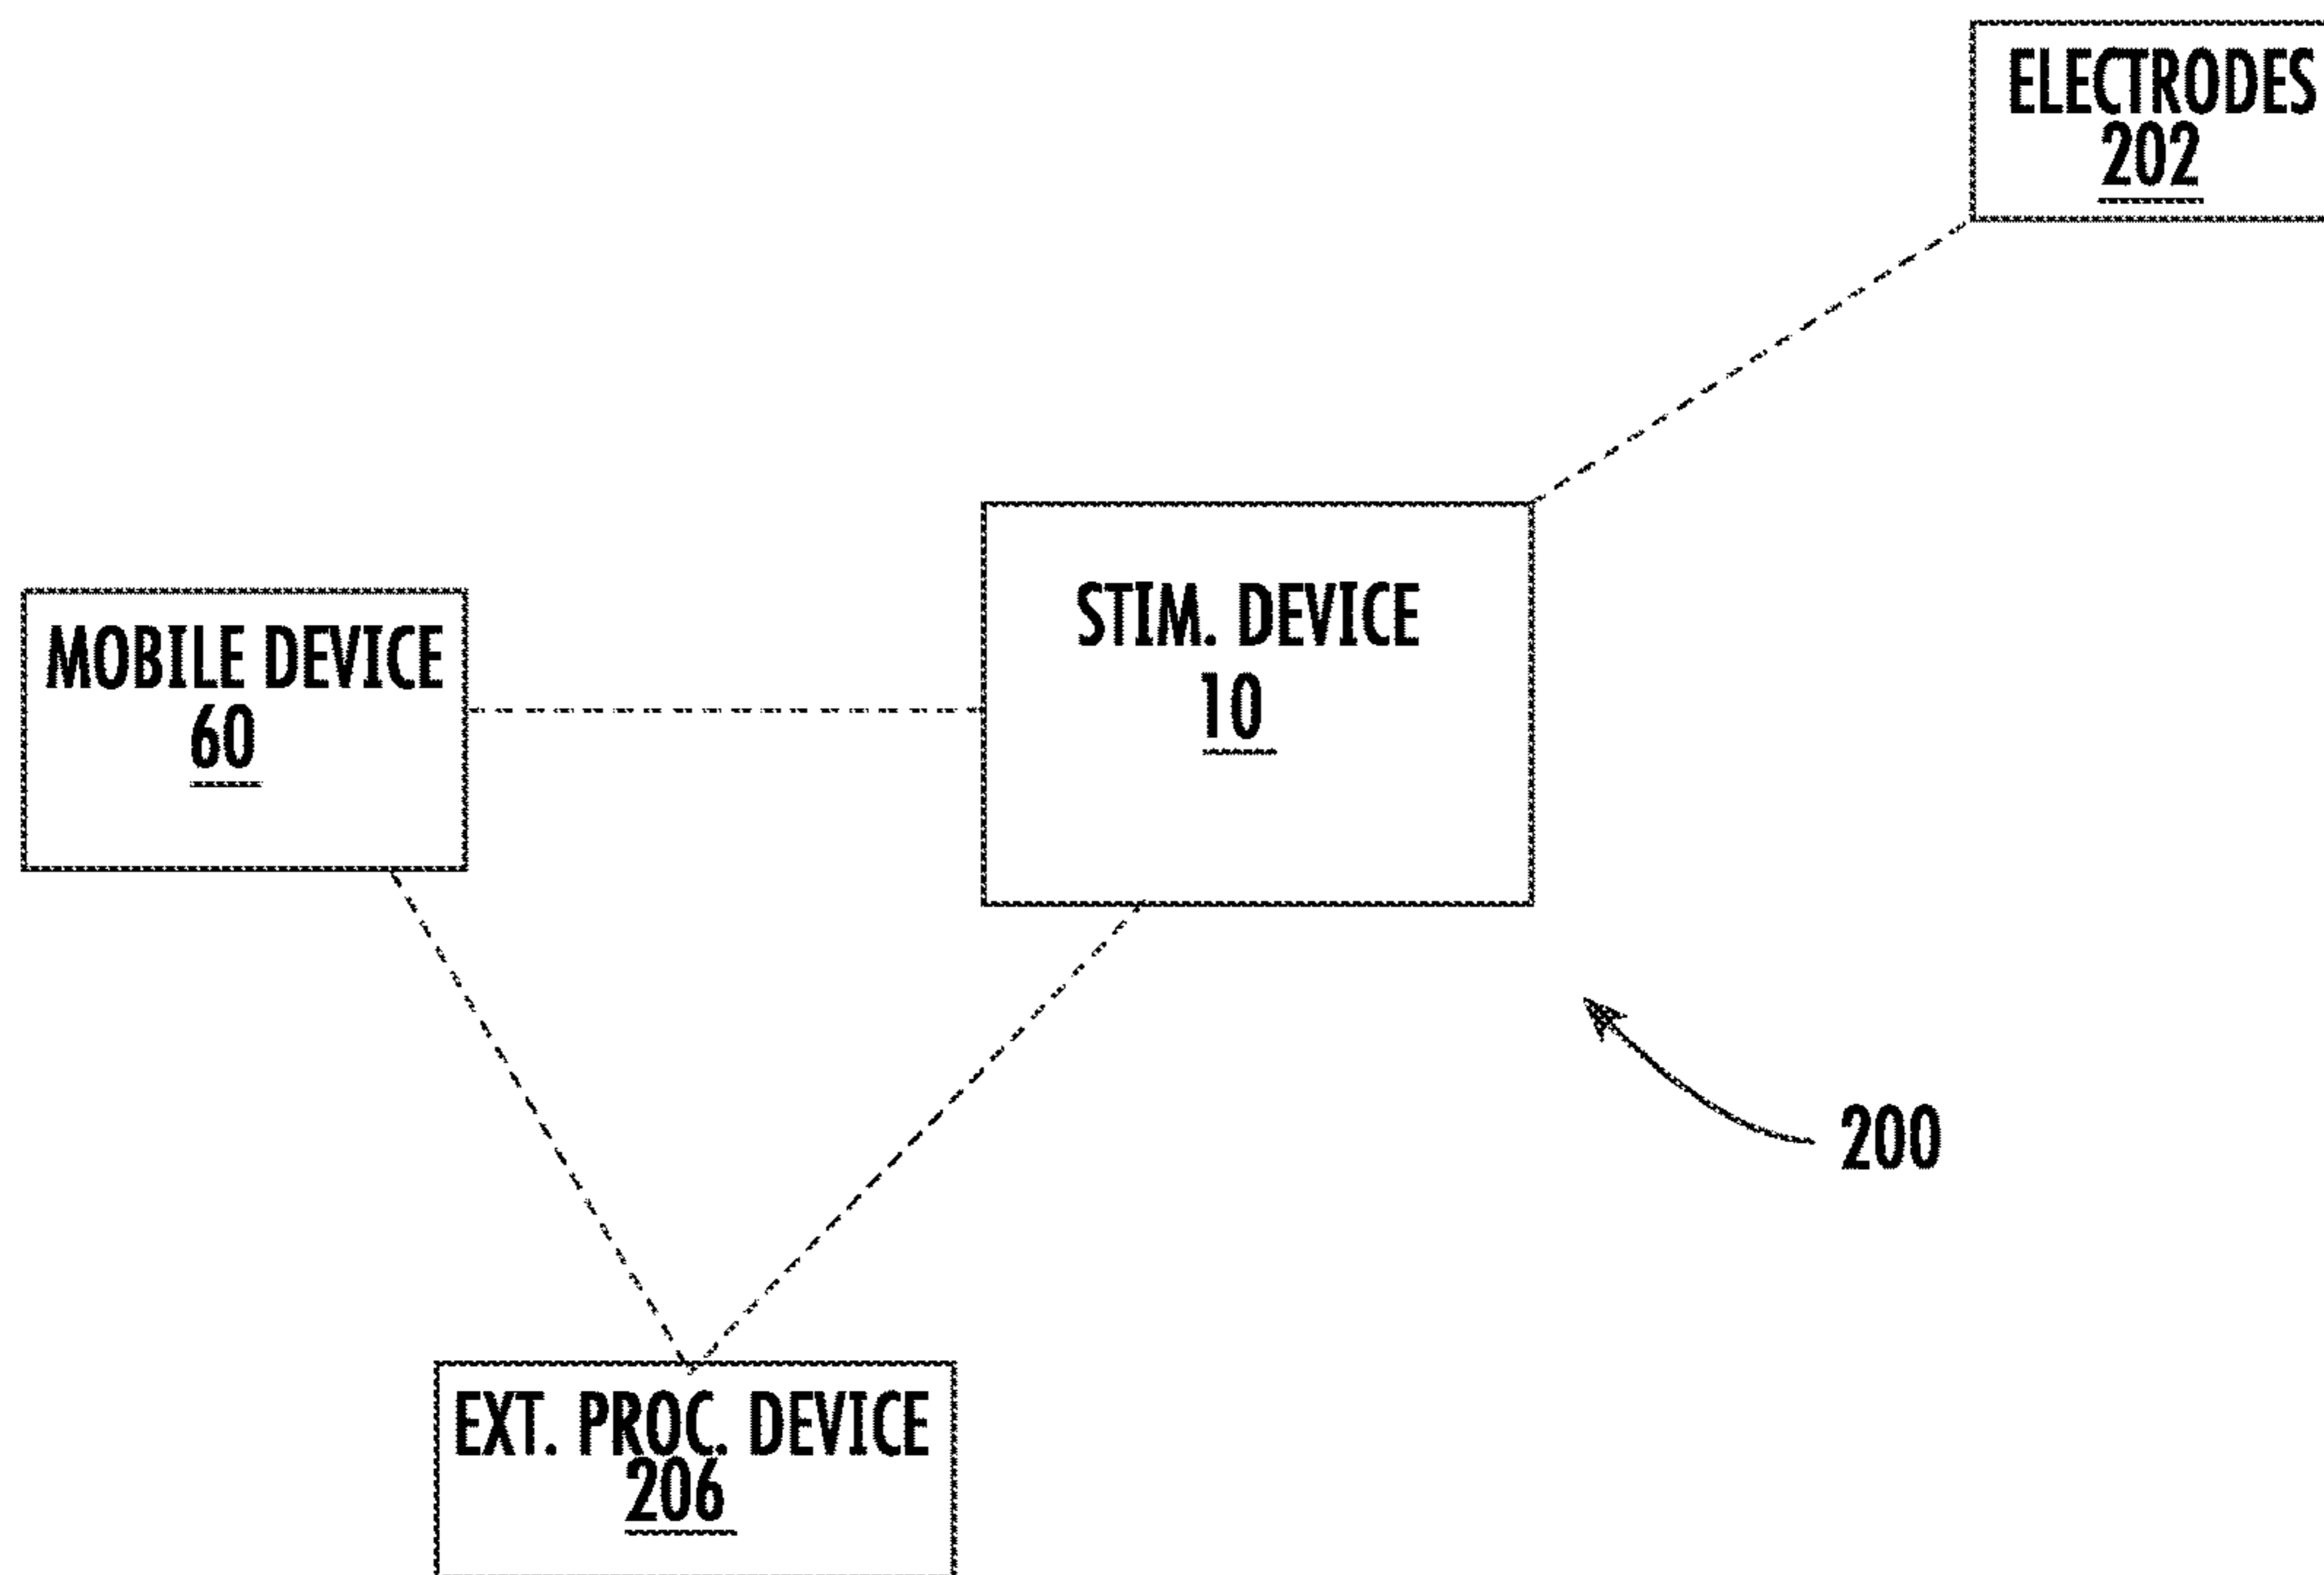 ELECTRODES
202
STIM. DEVICE
10
MOBILE DEVICE
60
200
EXT. PROC. DEVICE
206